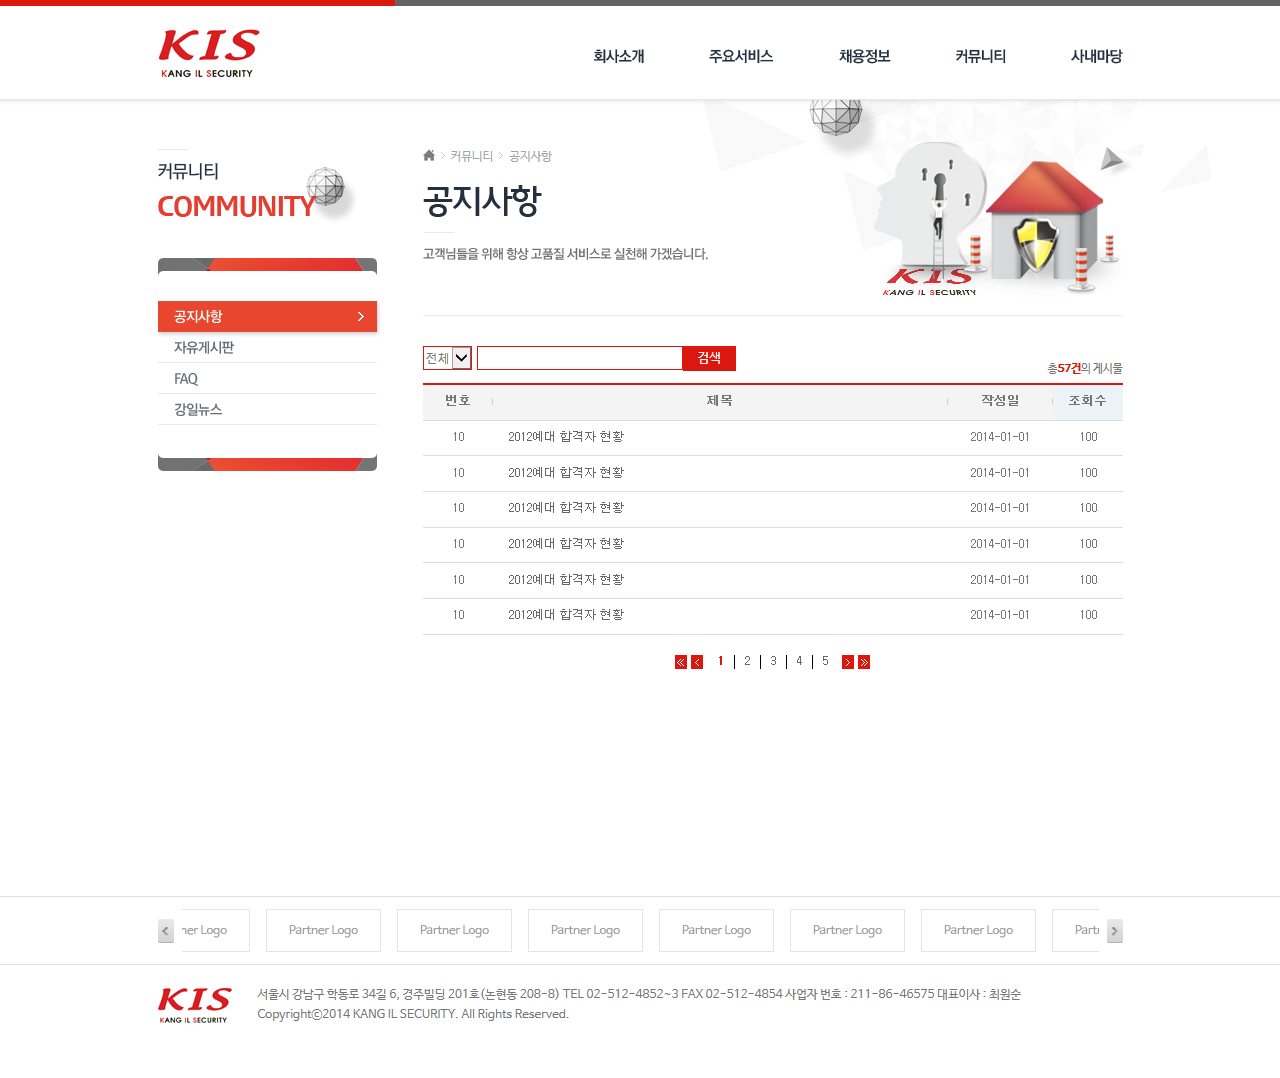 KIS
KANG IL SECURITY
회사소개 주요서비스 채용정보 커뮤니티 사내마당
커뮤니티
COMMUNITY
공지사항
자유게시판
FAQ
강일뉴스
커뮤니티 공지사항
공지사항
고객님들을 위해 항상 고품질 서비스로 실천해 가겠습니다.
KIS
KANG IL SECURITY
전체 검색
총57건의 게시물
번호 제목 작성일 조회수
10 2012예대 합격자 현황 2014-01-01 100
10 2012예대 합격자 현황 2014-01-01 100
10 2012예대 합격자 현황 2014-01-01 100
10 2012예대 합격자 현황 2014-01-01 100
10 2012예대 합격자 현황 2014-01-01 100
10 2012예대 합격자 현황 2014-01-01 100
1 2 3 4 5
ner Logo Partner Logo Partner Logo Partner Logo Partner Logo Partner Logo Partner Logo Part
KIS
KANG IL SECURITY
서울시 강남구 학동로 34길 6, 경주빌딩 201호(논현동 208-8) TEL 02-512-4852~3 FAX 02-512-4854 사업자 번호 : 211-86-46575 대표이사 : 최원순
Copyrightⓒ2014 KANG IL SECURITY. All Rights Reserved.